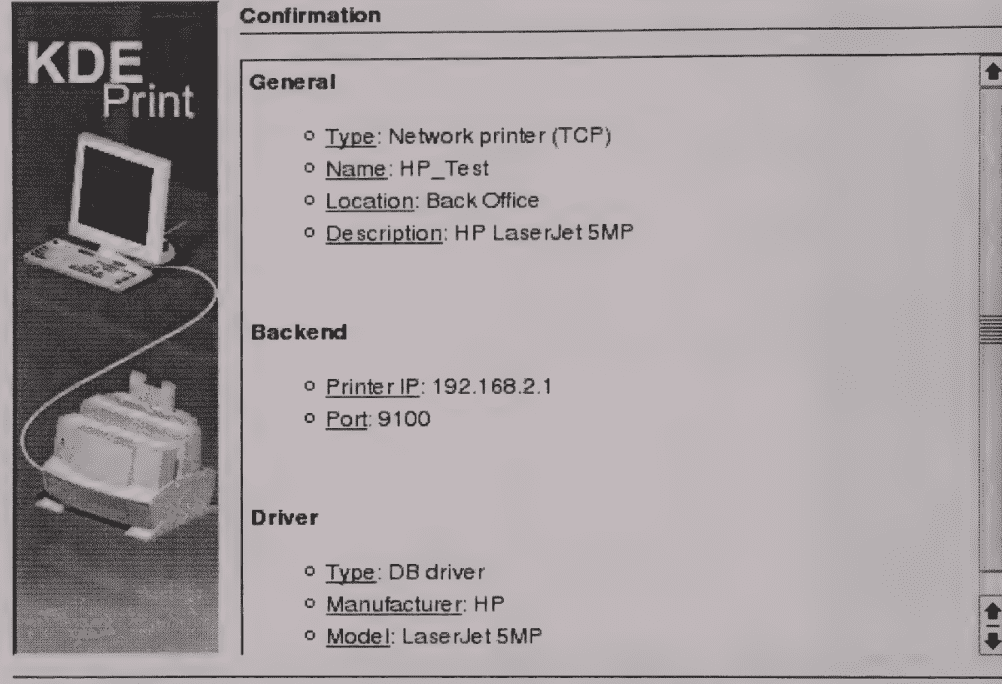 Confirmation
KDE
Print
General
Type: Network printer (TCP)
Name: HP_Test
Location: Back Office
Description: HP LaserJet 5MP
Backend
Printer IP: 192.168.2.1
Port: 9100
Driver
Type: DB driver
Manufacturer: HP
Model: LaserJet 5MP